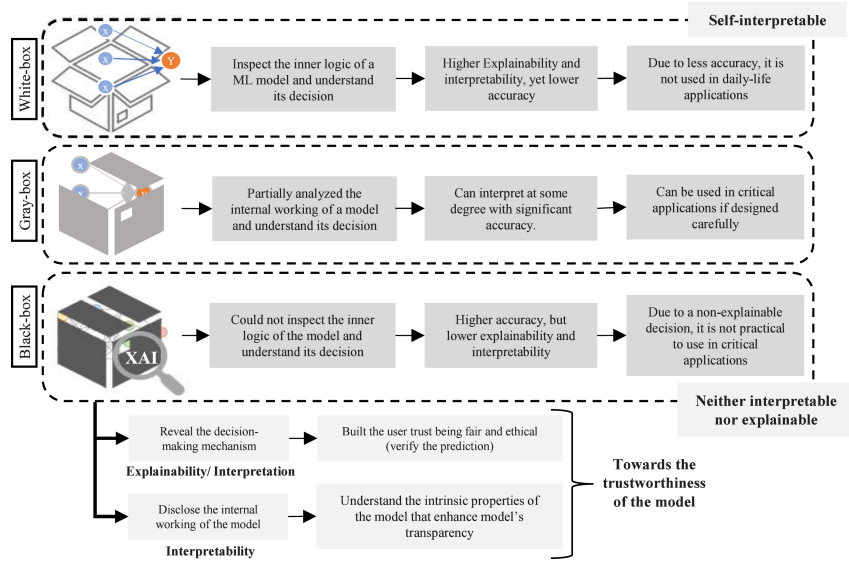 Self-interpretable
White-box
X
X
X
Y
Inspect the inner logic of a
ML model and understand
its decision
Higher Explainability and
interpretability, yet lower
accuracy
Due to less accuracy, it is
not used in daily-life
applications
Gray-box
X
X
Partially analyzed the
internal working of a model
and understand its decision
Can interpret at some
degree with significant
accuracy.
Can be used in critical
applications if designed
carefully
Black-box
XAI
Could not inspect the inner
logic of the model and
understand its decision
Higher accuracy, but
lower explainability and
interpretability
Due to a non-explainable
decision, it is not practical
to use in critical
applications
Neither interpretable
nor explainable
Reveal the decision-
making mechanism
Explainability/ Interpretation
Built the user trust being fair and ethical
(verify the prediction)
Disclose the internal
working of the model
Interpretability
Understand the intrinsic properties of
the model that enhance model's
transparency
Towards the
trustworthiness
of the model